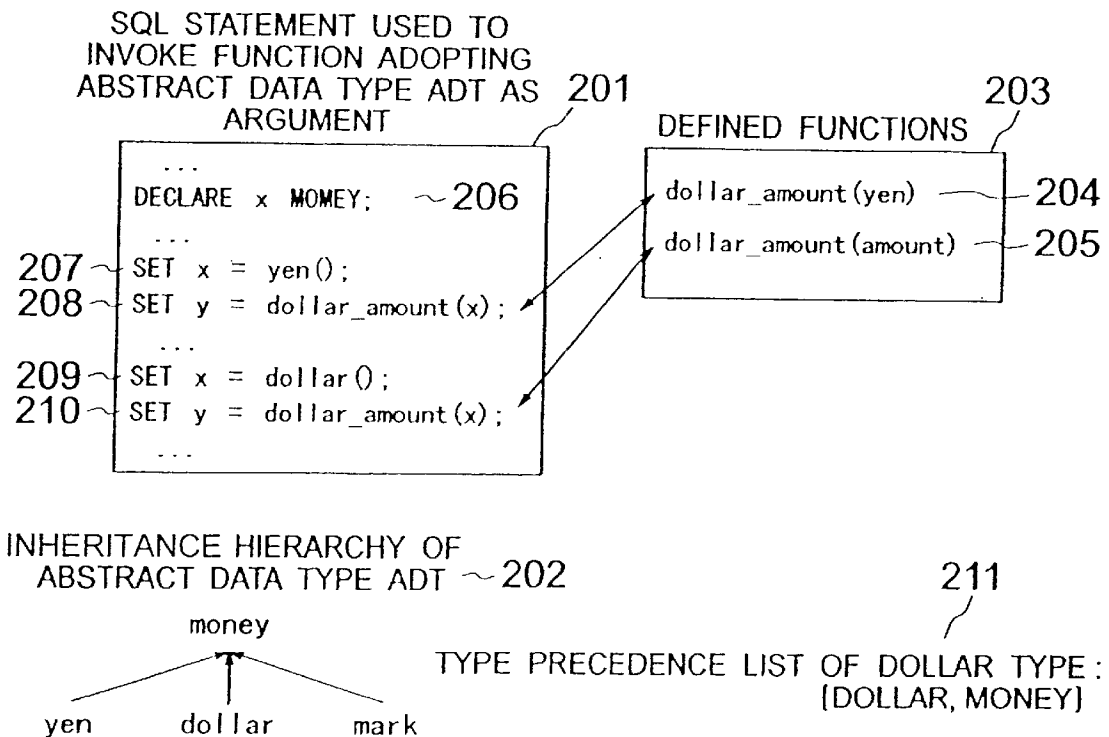 SQL STATEMENT USED TO
INVOKE FUNCTION ADOPTING
ABSTRACT DATA TYPE ADT AS
ARGUMENT
201
...
DECLARE x MOMEY;
206
...
207
SET x = yen();
208
SET y = dollar_amount(x);
...
209
SET x = dollar();
210
SET y = dollar_amount(x);
...
203
DEFINED FUNCTIONS
dollar_amount(yen)
204
dollar_amount(amount)
205
INHERITANCE HIERARCHY OF
ABSTRACT DATA TYPE ADT
202
money
yen dollar mark
211
TYPE PRECEDENCE LIST OF DOLLAR TYPE:
[DOLLAR, MONEY]